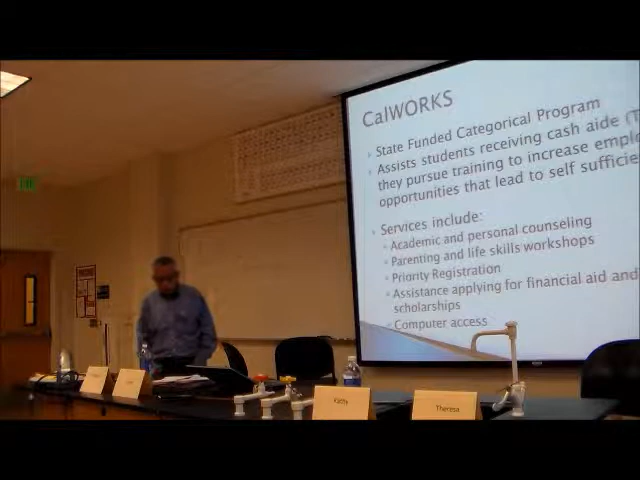 CalWORKS
State Funded Categorical Program
Assists students receiving cash aide (T
they pursue training to increase empl
opportunities that lead to self sufficie
Services include:
Academic and personal counseling
Parenting and life skills workshops
Priority Registration
Assistance applying for financial aid and
scholarships
Computer access
Kathy
Theresa